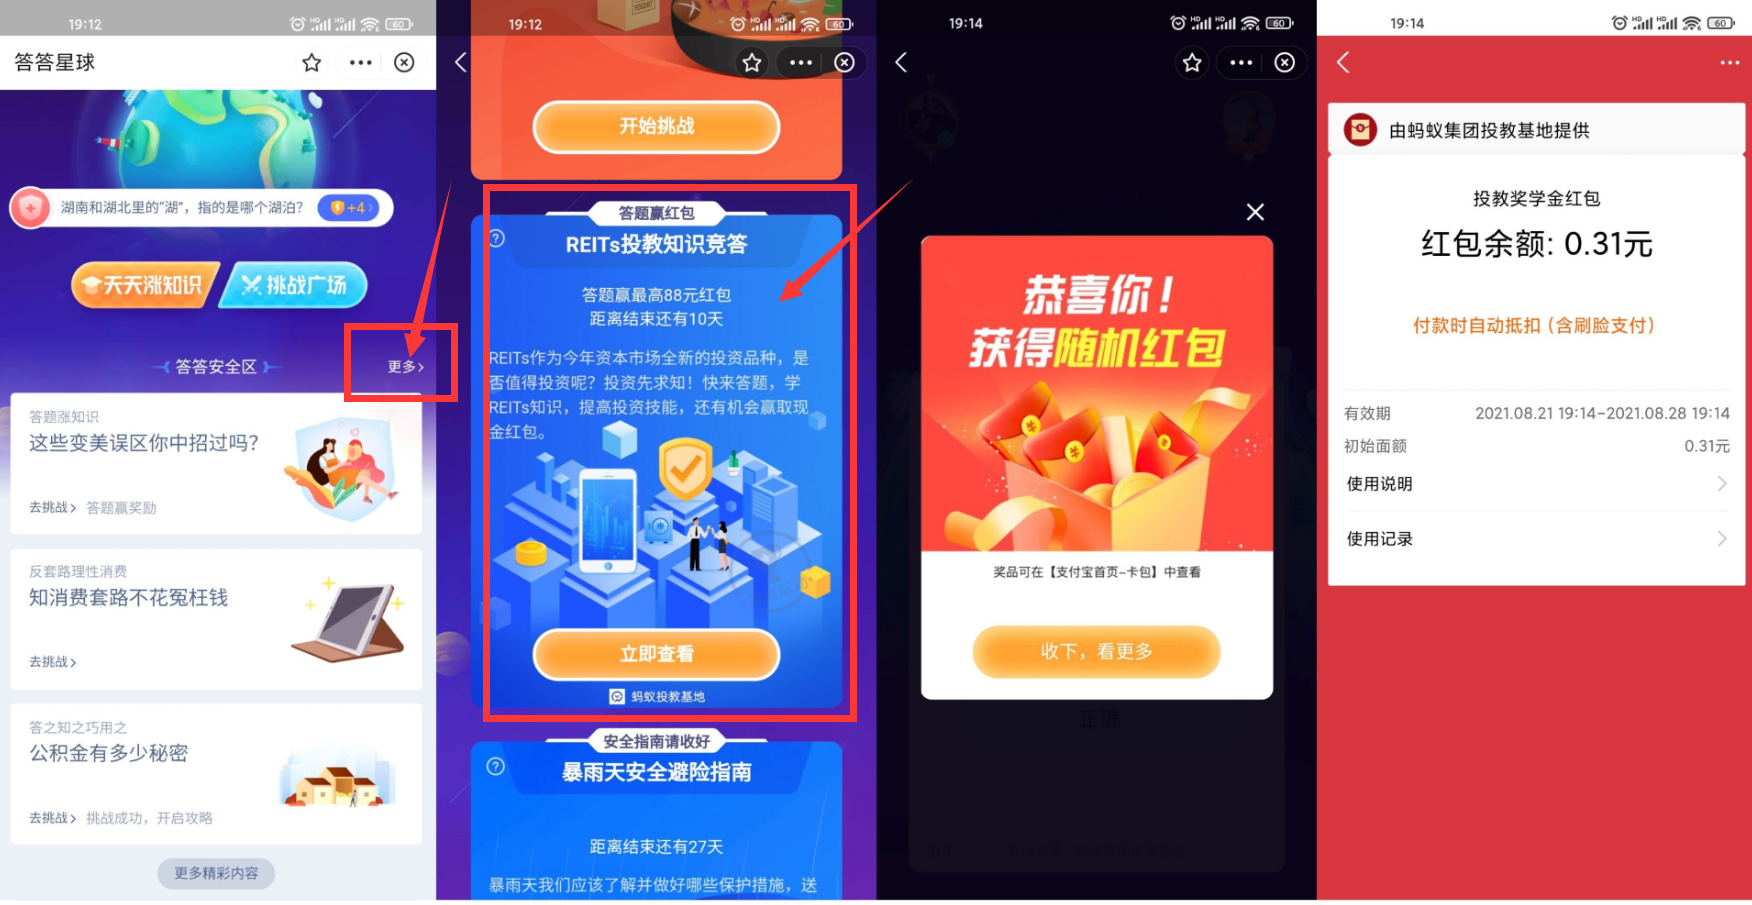 19:12
60
答答星球
湖南和湖北里的“湖”，指的是哪个湖泊？
+4
天天涨知识
挑战广场
答答安全区
更多
答题涨知识
这些变美误区你中招过吗?
去挑战 答题赢奖励
反套路理性消费
知消费套路不花冤枉钱
去挑战
答之知之巧用之
公积金有多少秘密
去挑战 挑战成功，开启攻略
更多精彩内容
19:12
60
开始挑战
答题赢红包
REITs投教知识竞答
答题赢最高88元红包
距离结束还有10天
REITs作为今年资本市场全新的投资品种，是
否值得投资呢？投资先求知！快来答题，学
REITs知识，提高投资技能，还有机会赢取现
金红包。
立即查看
蚂蚁投教基地
安全指南请收好
暴雨天安全避险指南
距离结束还有27天
暴雨天我们应该了解并做好哪些保护措施，送
19:14
60
恭喜你！
获得随机红包
奖品可在【支付宝首页-卡包】中查看
收下，看更多
正确
19:14
60
由蚂蚁集团投教基地提供
投教奖学金红包
红包余额: 0.31元
付款时自动抵扣（含刷脸支付）
有效期 2021.08.21 19:14-2021.08.28 19:14
初始面额 0.31元
使用说明
使用记录